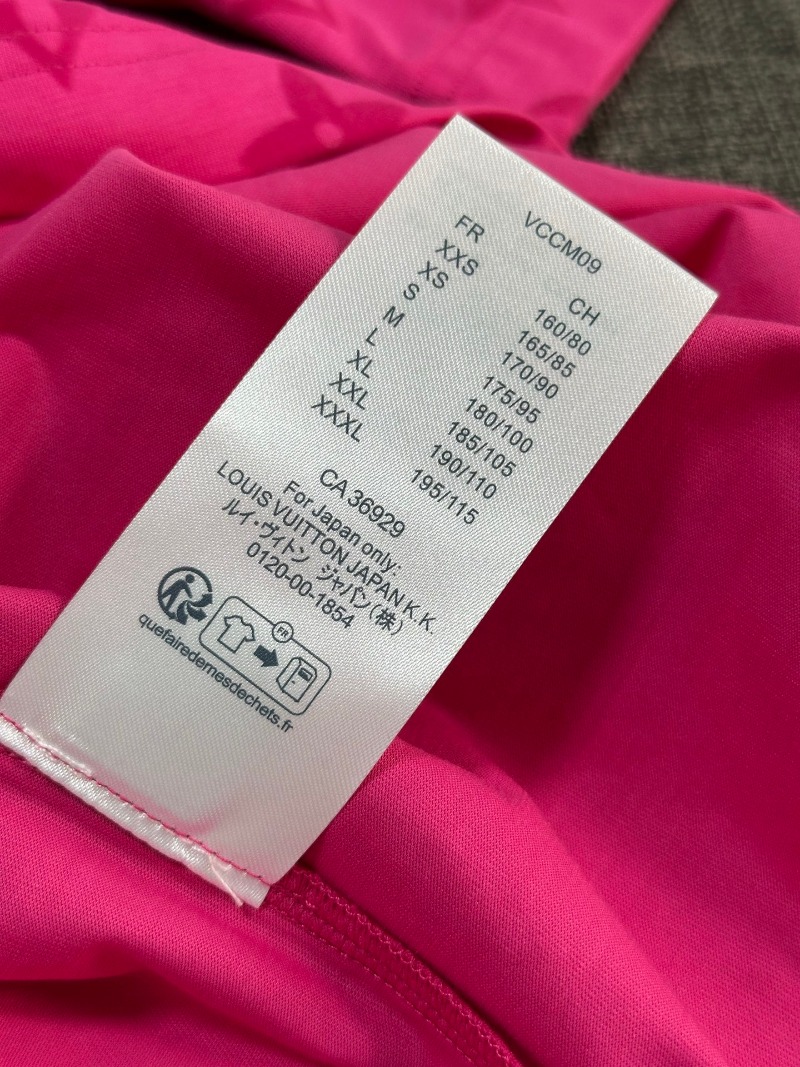 VCCM09
FR CH
XXS 160/80
XS 165/85
S 170/90
M 175/95
L 180/100
XL 185/105
XXL 190/110
XXXL 195/115
CA 36929
For Japan only:
LOUIS VUITTON JAPAN K.K.
ルイ・ヴィトン ジャパン(株)
0120-00-1854
FR
quefairedemesdechets.fr